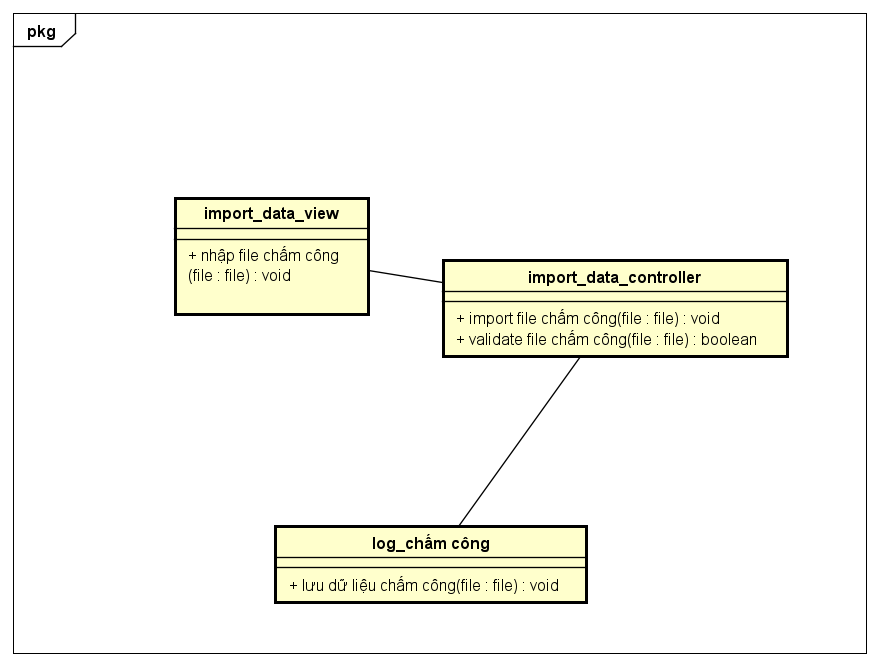 pkg
import_data_view
+ nhập file chấm công
(file : file) : void
import_data_controller
+ import file chấm công(file : file) : void
+ validate file chấm công(file : file) : boolean
log_chấm công
+ lưu dữ liệu chấm công(file : file) : void